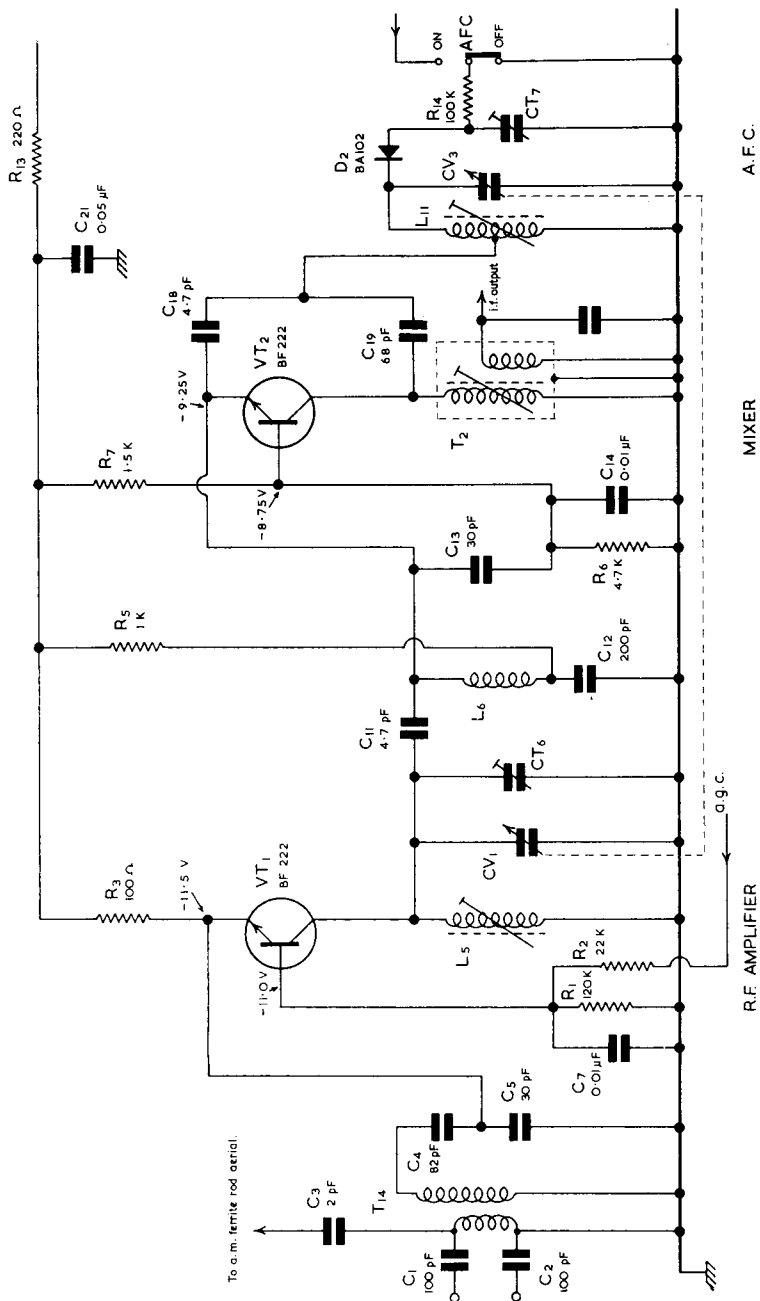 R13 220 Ω
C21
0.05 µF
R3
100 Ω
R5
1 K
R7
1.5 K
-11.5 V
VT1
BF 222
-11.0 V
-9.25 V
VT2
BF 222
-8.75 V
C18
4.7 pF
C19
68 pF
D2
BA102
R14
100 K
ON
AFC
OFF
To a.m. ferrite rod aerial.
C3
2 pF
T14
C1
100 pF
C2
100 pF
C4
82 pF
C5
30 pF
C7
0.01 µF
R1
120K
R2
22 K
a.g.c.
L5
CV1
CT6
C11
4.7 pF
L6
C12
200 pF
C13
30 pF
R6
4.7 K
C14
0.01 µF
T2
i.f. output
L11
CV3
CT7
R.F. AMPLIFIER
MIXER
A.F.C.